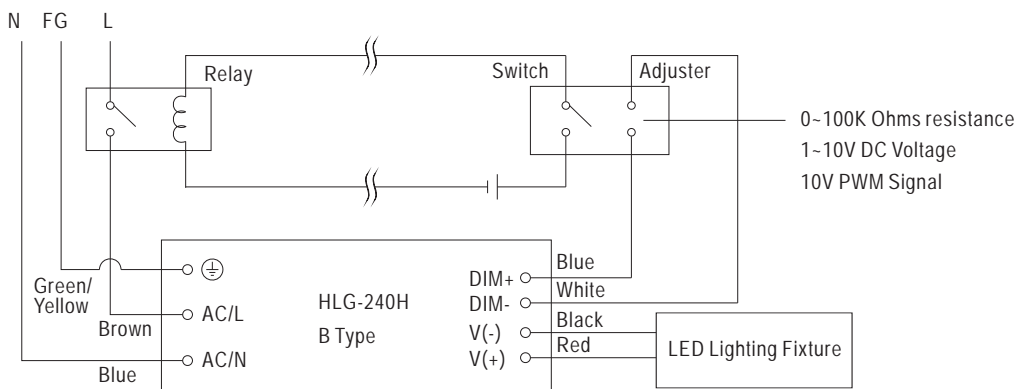 N FG L
Relay
Switch
Adjuster
0~100K Ohms resistance
1~10V DC Voltage
10V PWM Signal
Green/
Yellow
Brown
Blue
AC/L
AC/N
HLG-240H
B Type
DIM+
DIM-
V(-)
V(+)
Blue
White
Black
Red
LED Lighting Fixture